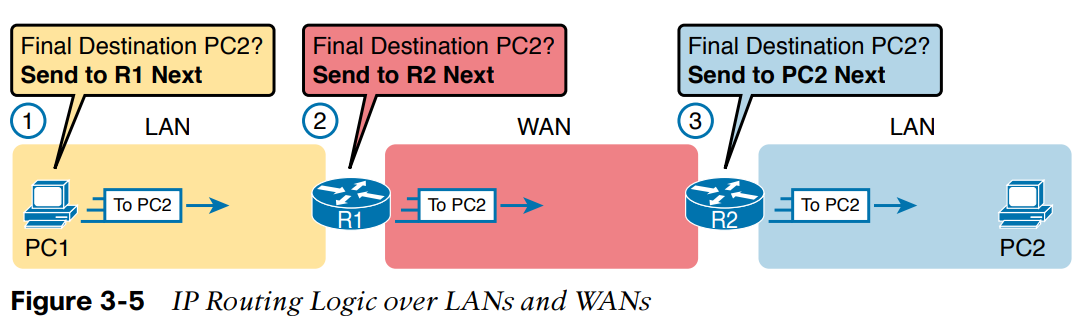 Final Destination PC2?
Send to R1 Next
Final Destination PC2?
Send to R2 Next
Final Destination PC2?
Send to PC2 Next
1
LAN
2
WAN
3
LAN
To PC2
R1
To PC2
R2
To PC2
PC1
PC2
Figure 3-5 IP Routing Logic over LANs and WANs